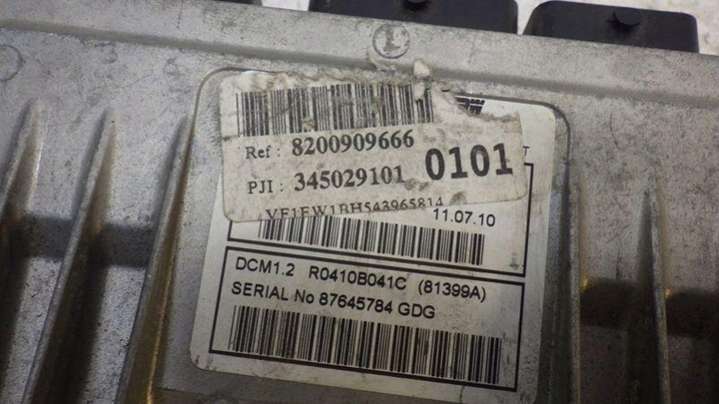 Ref : 8200909666
PJI : 345029101 0101
VF1FW1BH543965814
11.07.10
DCM1.2 R0410B041C (81399A)
SERIAL No 87645784 GDG